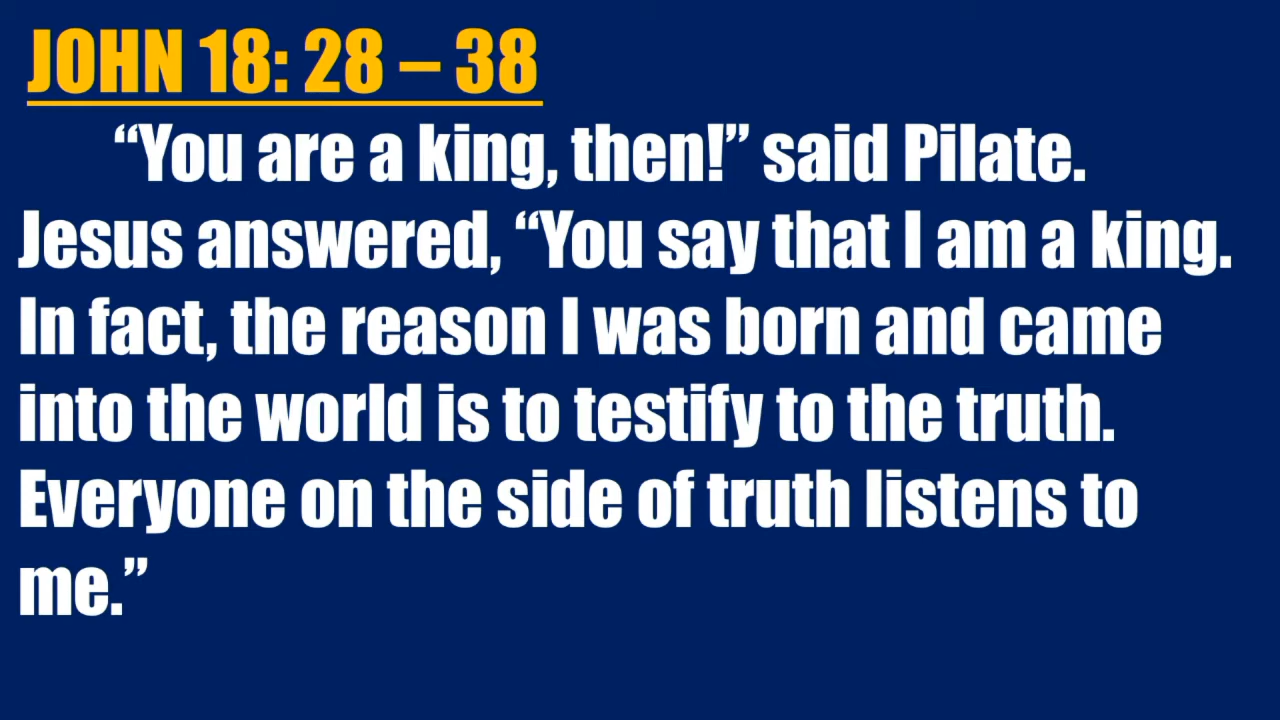 JOHN 18: 28 – 38
“You are a king, then!” said Pilate.
Jesus answered, “You say that I am a king.
In fact, the reason I was born and came
into the world is to testify to the truth.
Everyone on the side of truth listens to
me.”